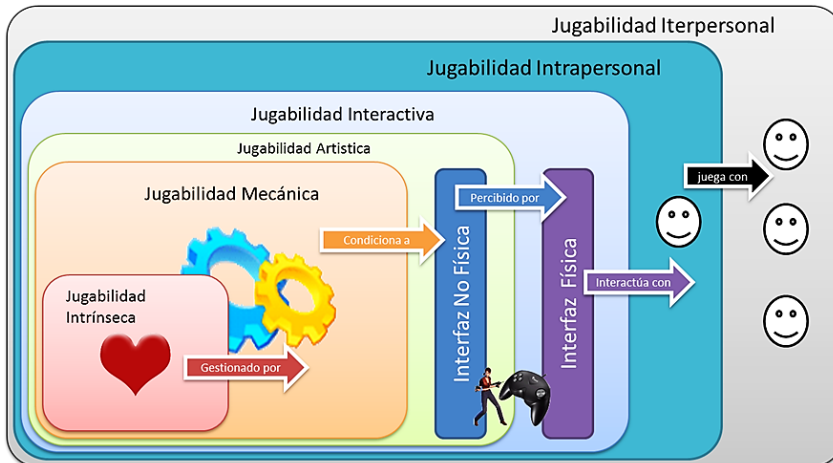 Jugabilidad Iterpersonal
Jugabilidad Intrapersonal
Jugabilidad Interactiva
Jugabilidad Artistica
Jugabilidad Mecánica
Jugabilidad
Intrínseca
Gestionado por
Condiciona a
Interfaz No Física
Percibido por
Interfaz Física
Interactúa con
juega con